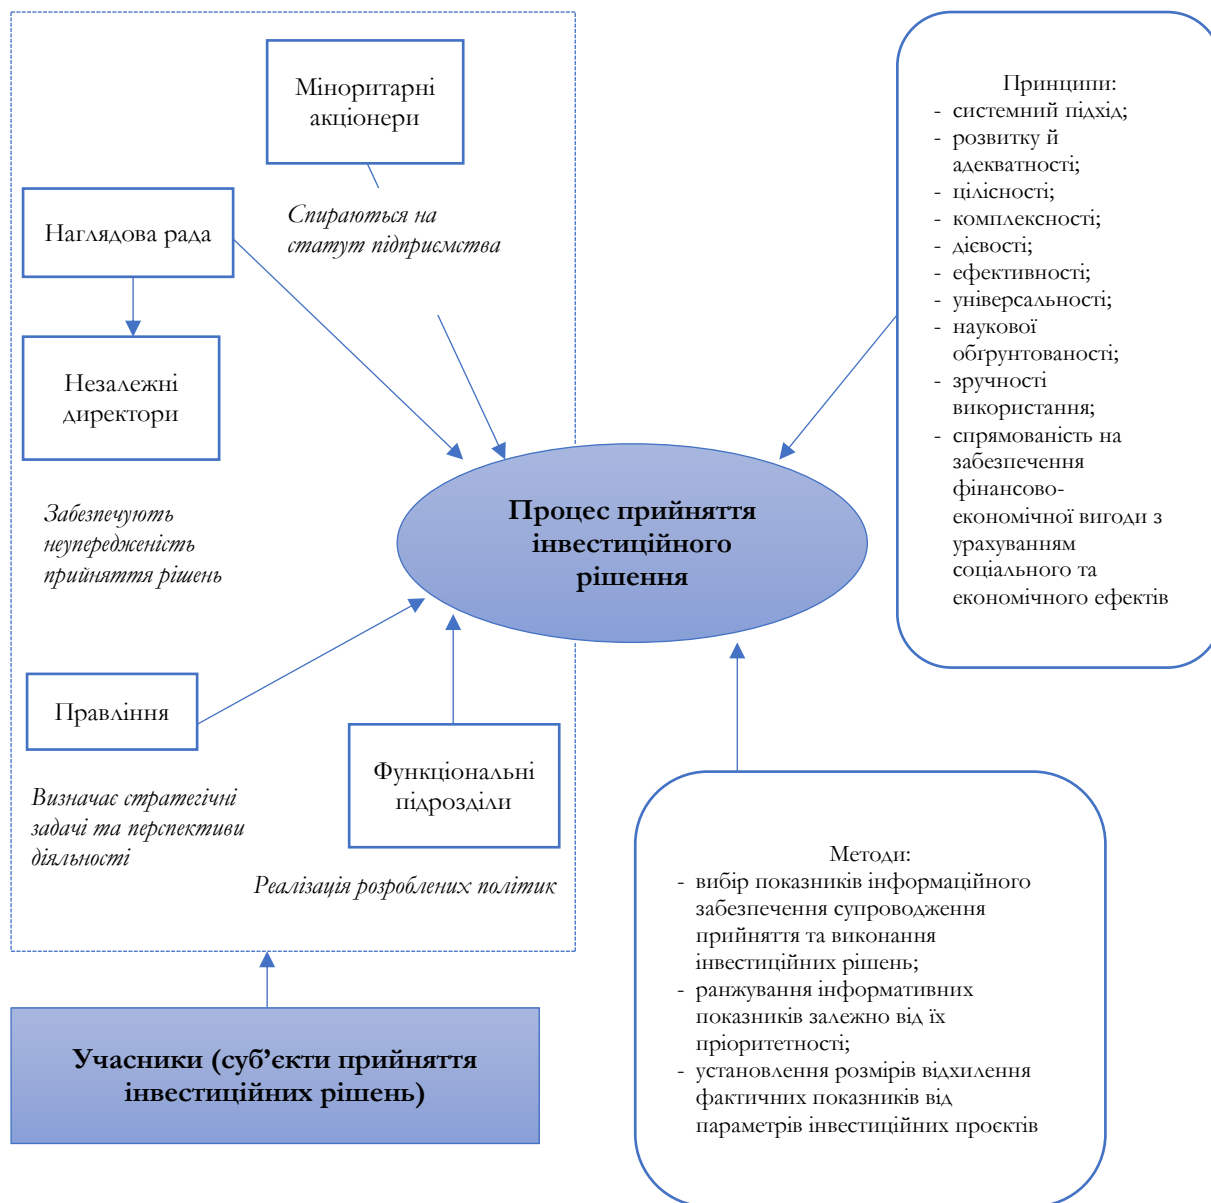 Міноритарні
акціонери
Спираються на
статут підприємства
Наглядова рада
Незалежні
директори
Забезпечують
неупередженість
прийняття рішень
Процес прийняття
інвестиційного
рішення
Правління
Визначає стратегічні
задачі та перспективи
діяльності
Функціональні
підрозділи
Реалізація розроблених політик
Учасники (суб’єкти прийняття
інвестиційних рішень)
Принципи:
- системний підхід;
- розвитку й
адекватності;
- цілісності;
- комплексності;
- дієвості;
- ефективності;
- універсальності;
- наукової
обґрунтованості;
- зручності
використання;
- спрямованість на
забезпечення
фінансово-
економічної вигоди з
урахуванням
соціального та
економічного ефектів
Методи:
- вибір показників інформаційного
забезпечення супроводження
прийняття та виконання
інвестиційних рішень;
- ранжування інформативних
показників залежно від їх
пріоритетності;
- установлення розмірів відхилення
фактичних показників від
параметрів інвестиційних проєктів